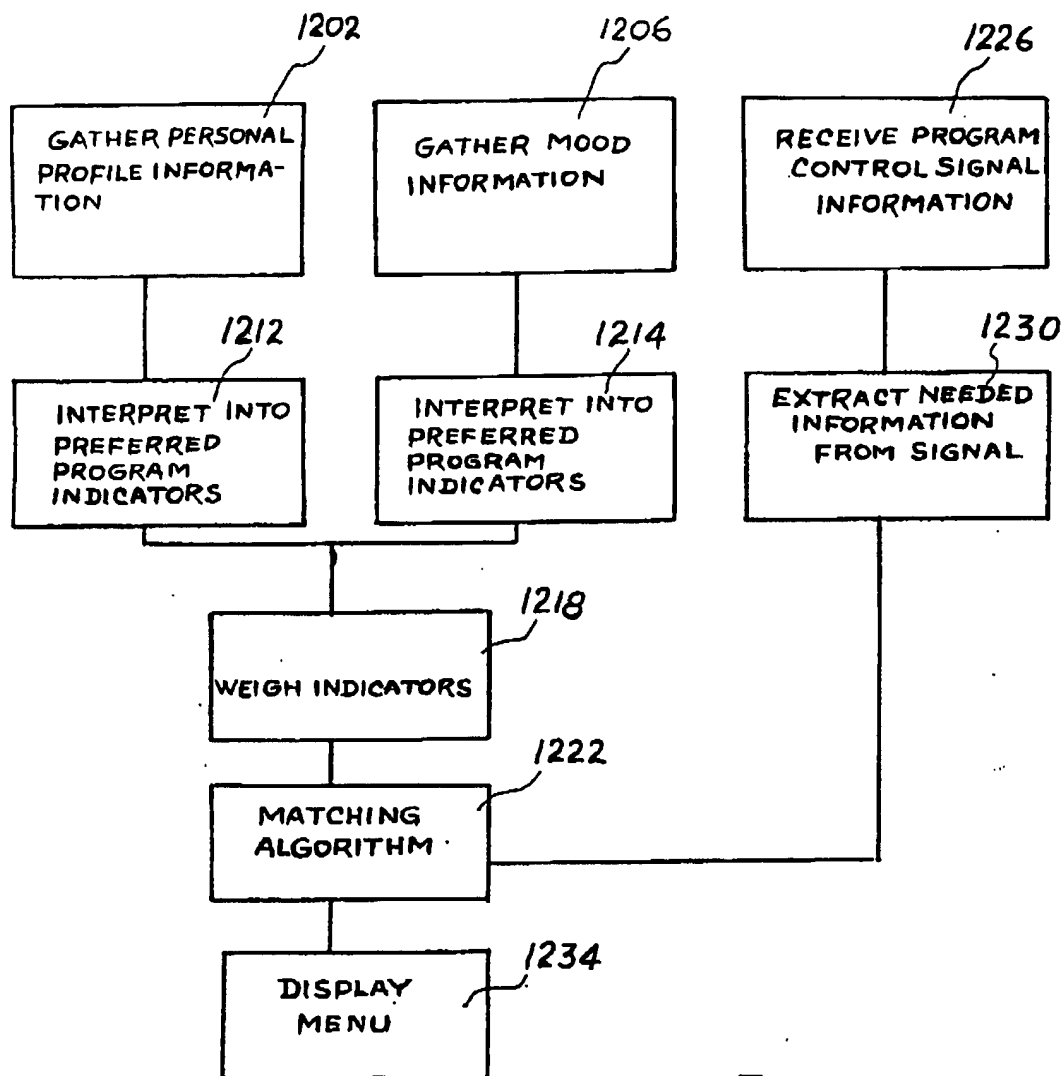 1202
1206
1226
GATHER PERSONAL
PROFILE INFORMA-
TION
GATHER MOOD
INFORMATION
RECEIVE PROGRAM
CONTROL SIGNAL
INFORMATION
1212
1214
1230
INTERPRET INTO
PREFERRED
PROGRAM
INDICATORS
INTERPRET INTO
PREFERRED
PROGRAM
INDICATORS
EXTRACT NEEDED
INFORMATION
FROM SIGNAL
1218
WEIGH INDICATORS
1222
MATCHING
ALGORITHM
1234
DISPLAY
MENU